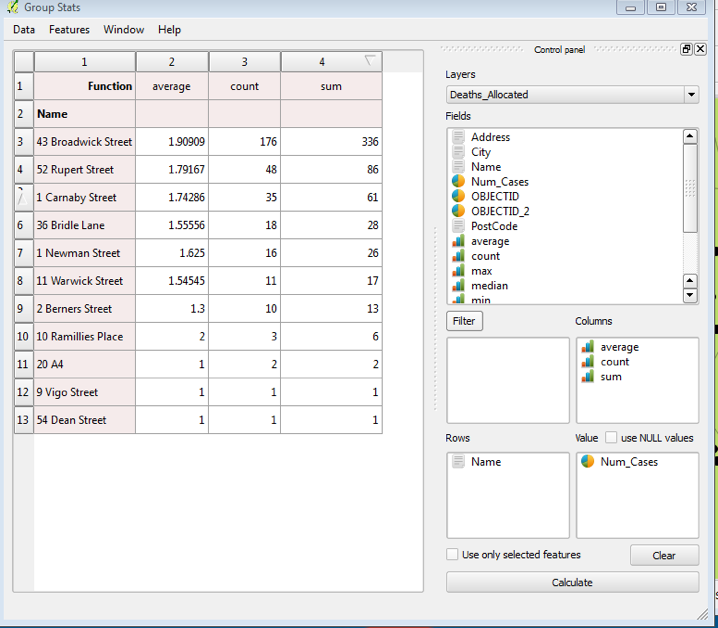 Group Stats
Data Features Window Help
1 2 3 4
1 Function average count sum
2 Name
3 43 Broadwick Street 1.90909 176 336
4 52 Rupert Street 1.79167 48 86
1 Carnaby Street 1.74286 35 61
6 36 Bridle Lane 1.55556 18 28
7 1 Newman Street 1.625 16 26
8 11 Warwick Street 1.54545 11 17
9 2 Berners Street 1.3 10 13
10 10 Ramillies Place 2 3 6
11 20 A4 1 2 2
12 9 Vigo Street 1 1 1
13 54 Dean Street 1 1 1
Control panel
Layers
Deaths_Allocated
Fields
Address
City
Name
Num_Cases
OBJECTID
OBJECTID_2
PostCode
average
count
max
median
min
Filter
Columns
average
count
sum
Rows
Name
Value use NULL values
Num_Cases
Use only selected features
Clear
Calculate